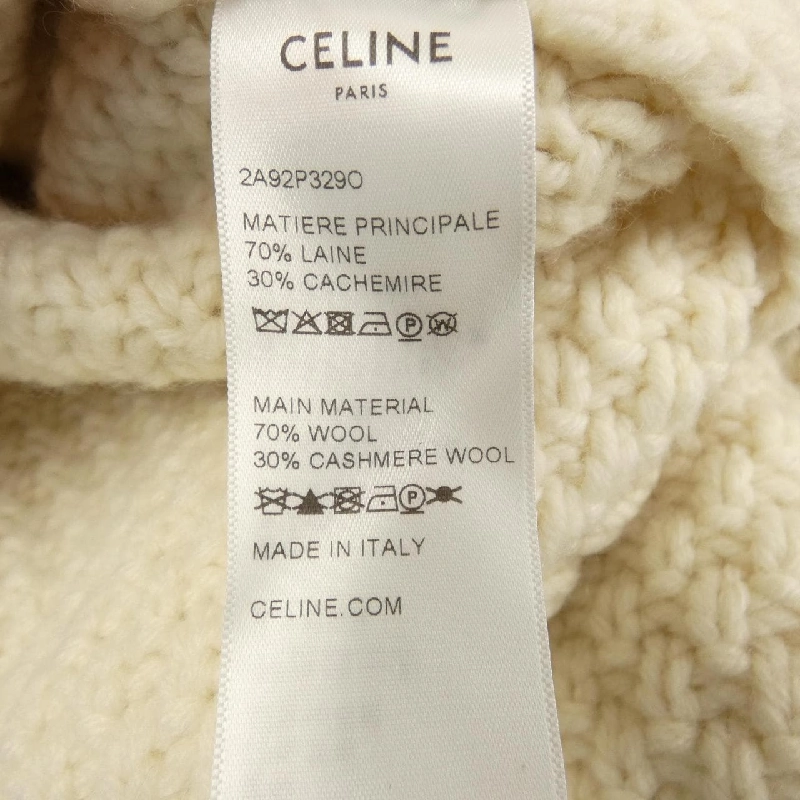 CELINE
PARIS
2A92P329O
MATIERE PRINCIPALE
70% LAINE
30% CACHEMIRE
P W
MAIN MATERIAL
70% WOOL
30% CASHMERE WOOL
P
MADE IN ITALY
CELINE.COM